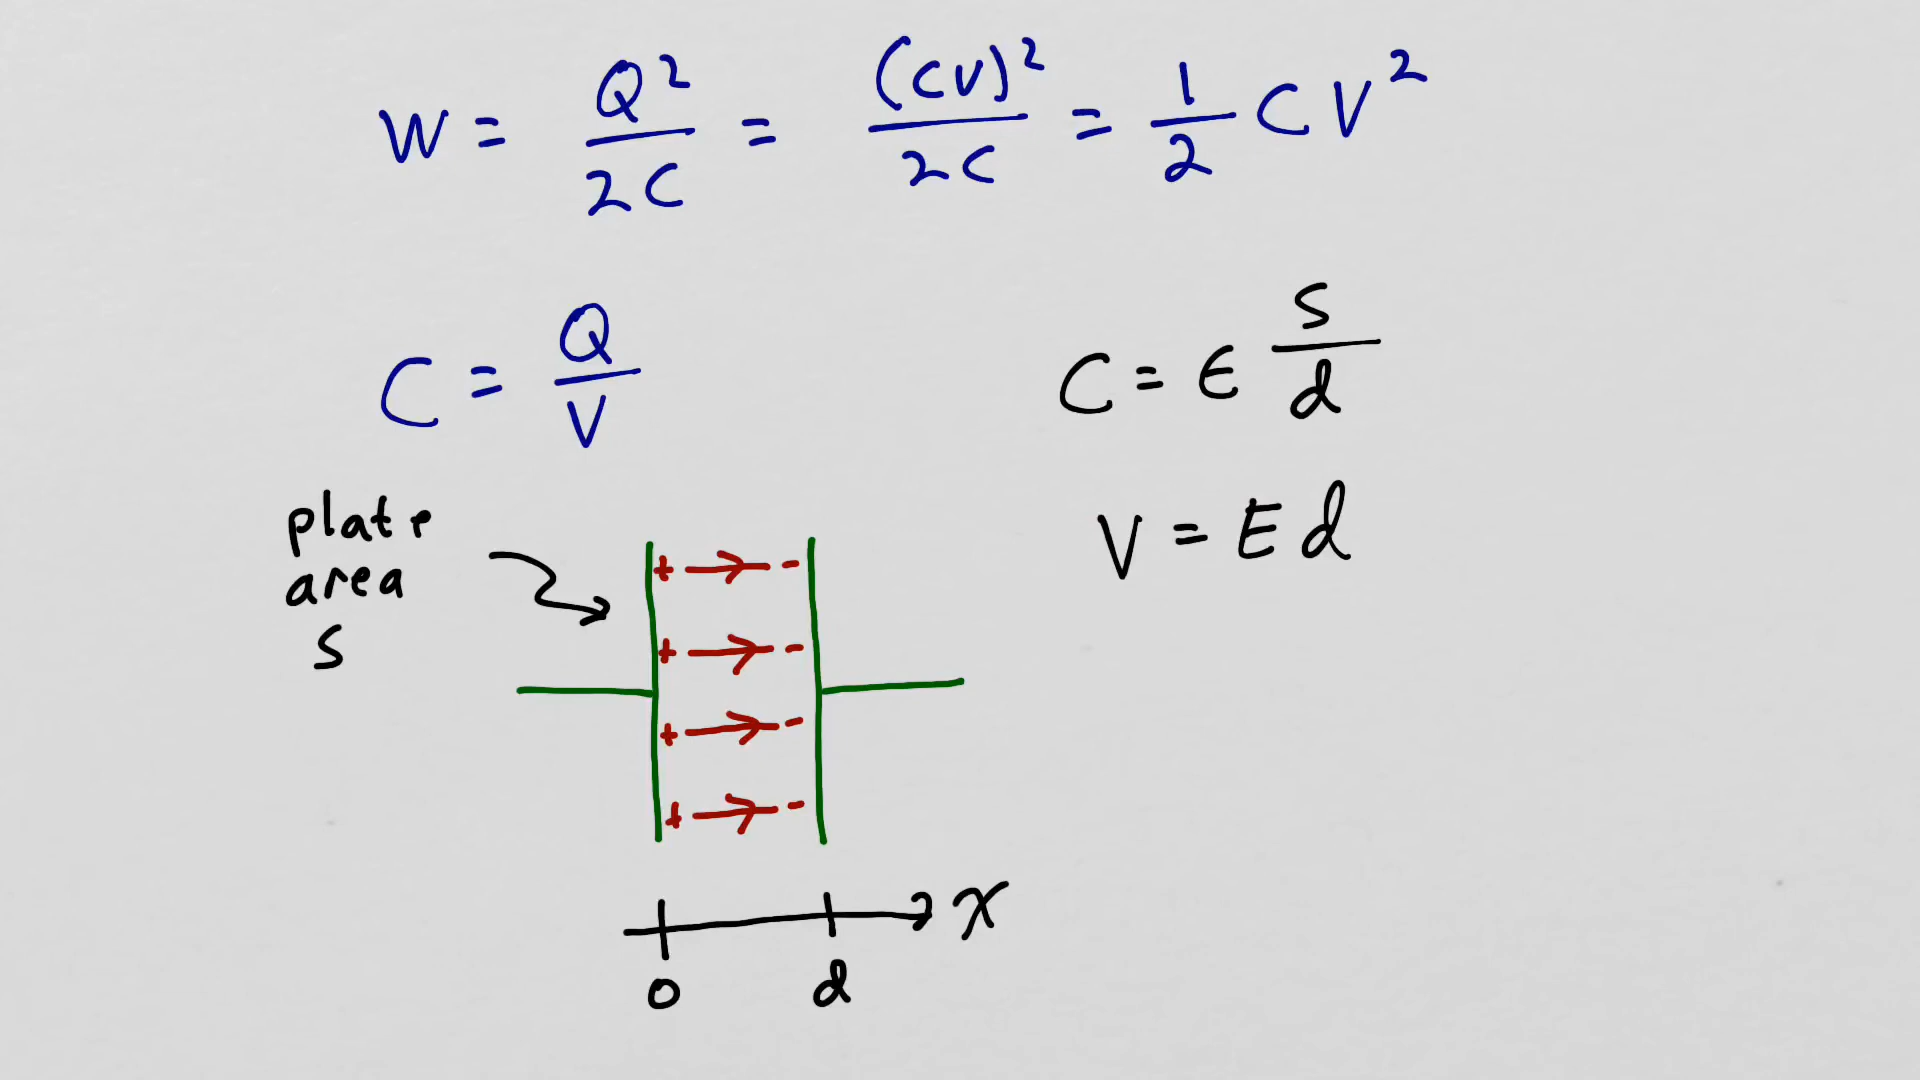 W = Q²/2C = (CV)²/2C = 1/2 CV²
C = Q/V
C = ϵ S/d
V = Ed
plate
area
S
+ -
+ -
+ -
+ -
x
0 d